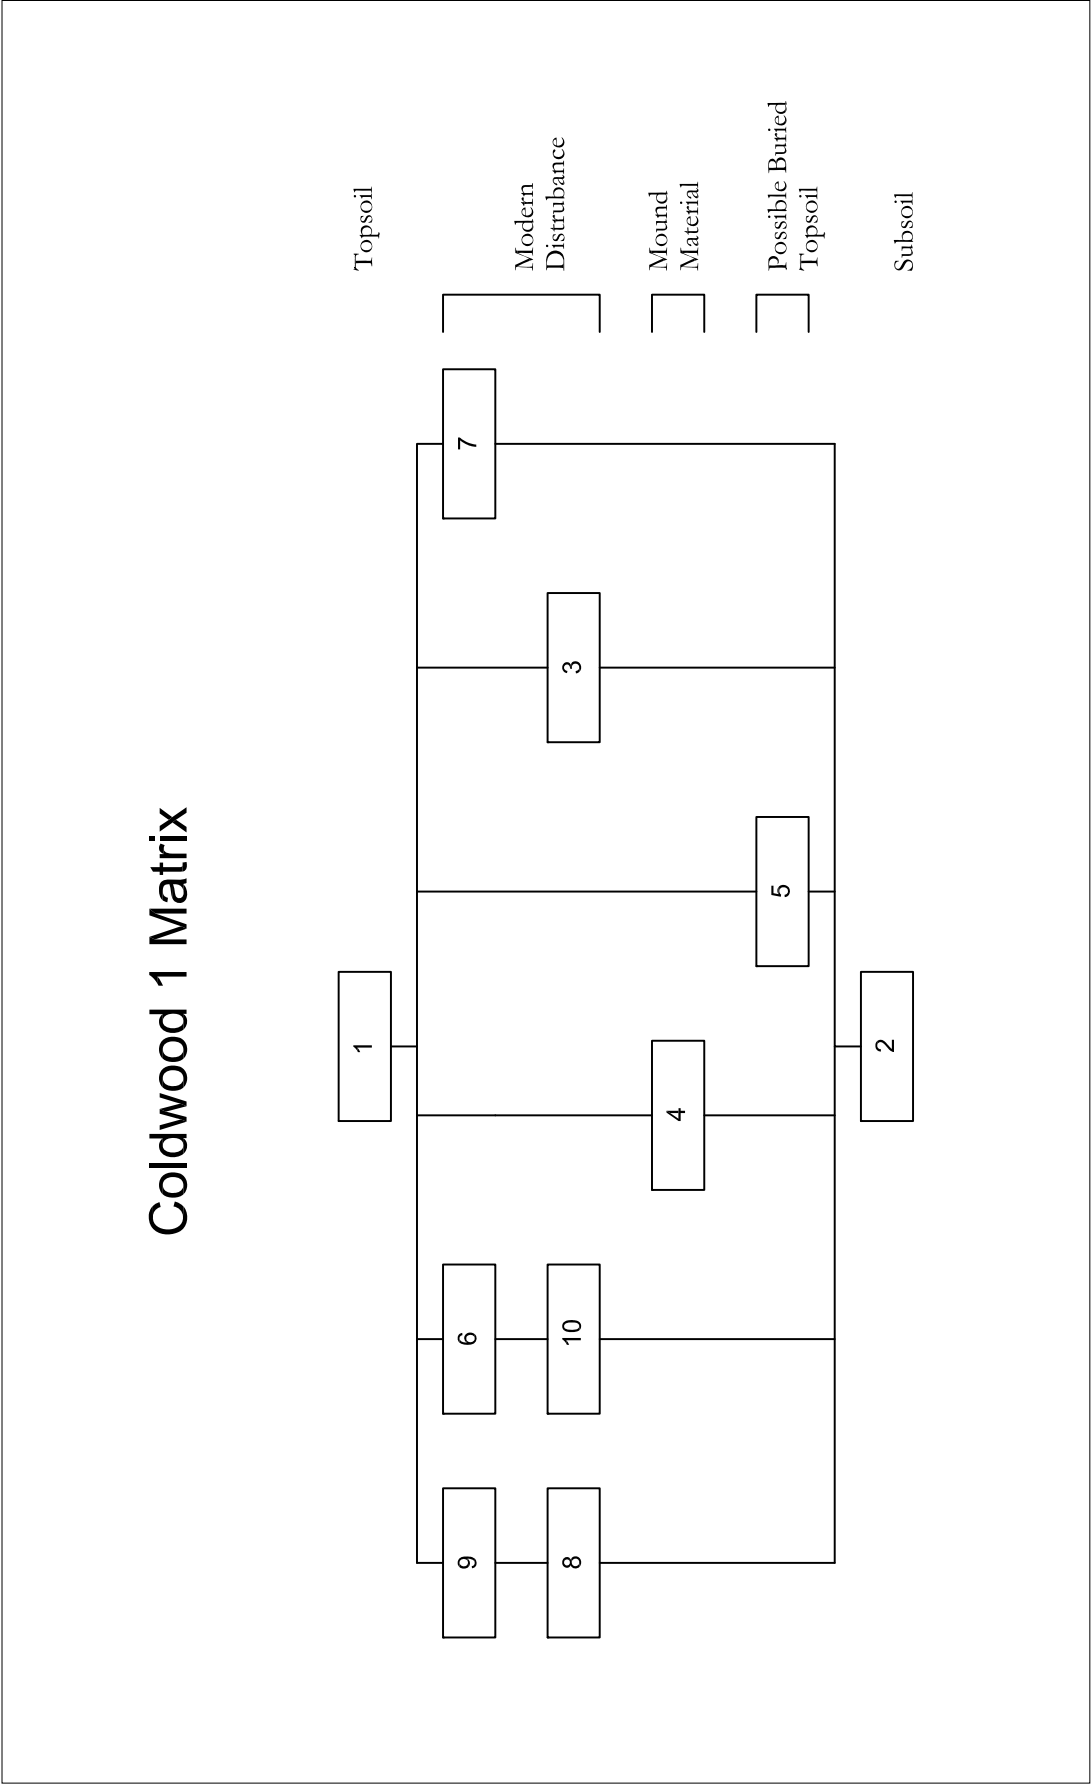 Coldwood 1 Matrix
1
Topsoil
9
6
7
Modern
Distrubance
8
10
3
4
Mound
Material
5
Possible Buried
Topsoil
2
Subsoil